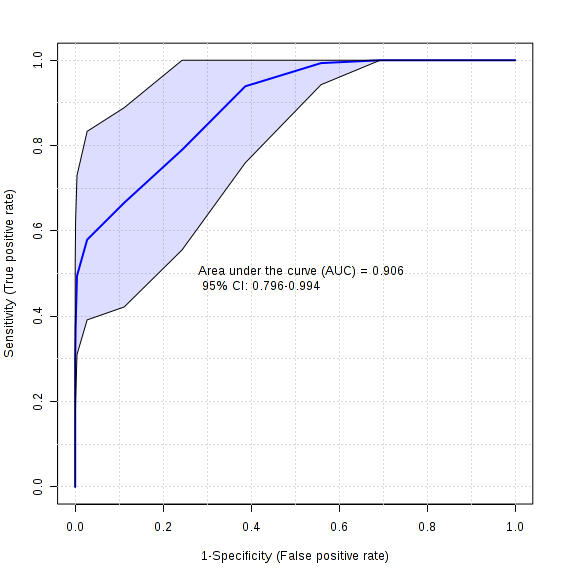 1.0
0.8
0.6
0.4
0.2
0.0
Sensitivity (True positive rate)
Area under the curve (AUC) = 0.906
95% CI: 0.796-0.994
0.0 0.2 0.4 0.6 0.8 1.0
1-Specificity (False positive rate)